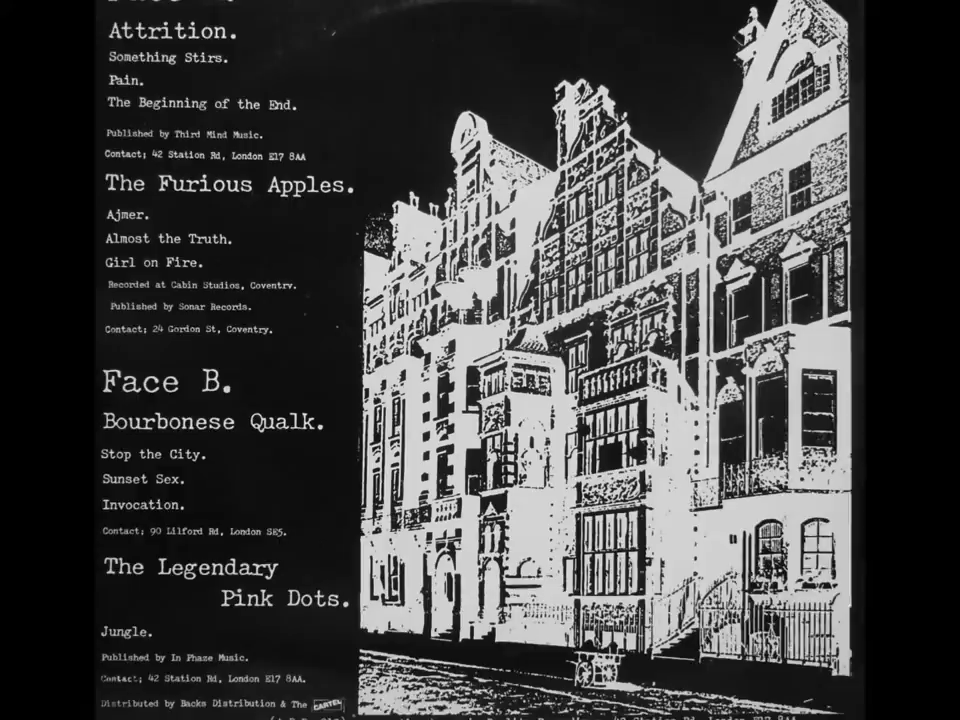 Attrition.
Something Stirs.
Pain.
The Beginning of the End.
Published by Third Mind Music.
Contact; 42 Station Rd, London E17 8AA
The Furious Apples.
Ajmer.
Almost the Truth.
Girl on Fire.
Recorded at Cabin Studios, Coventry.
Published by Sonar Records.
Contact; 24 Gordon St, Coventry.
Face B.
Bourbonese Qualk.
Stop the City.
Sunset Sex.
Invocation.
Contact; 90 Lilford Rd, London SE5.
The Legendary
Pink Dots.
Jungle.
Published by In Phaze Music.
Contact; 42 Station Rd, London E17 8AA.
Distributed by Backs Distribution & The CARTEL